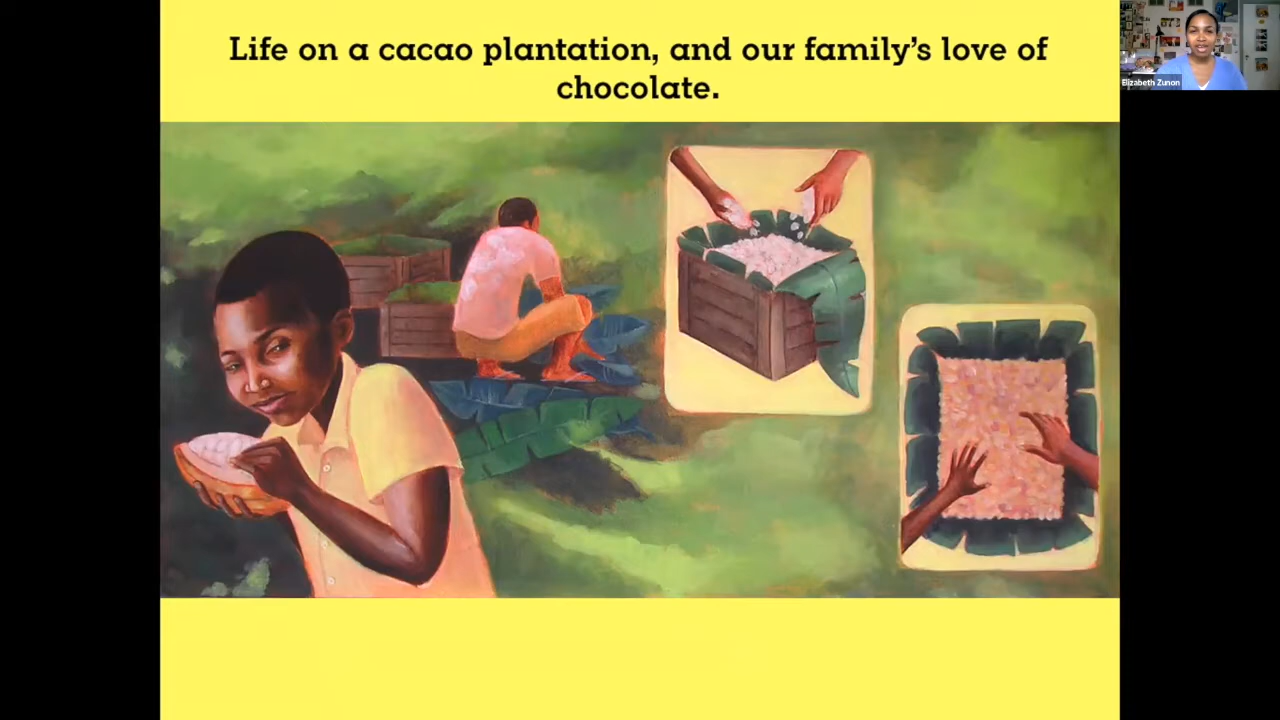 Life on a cacao plantation, and our family's love of
chocolate.
Elizabeth Zunon